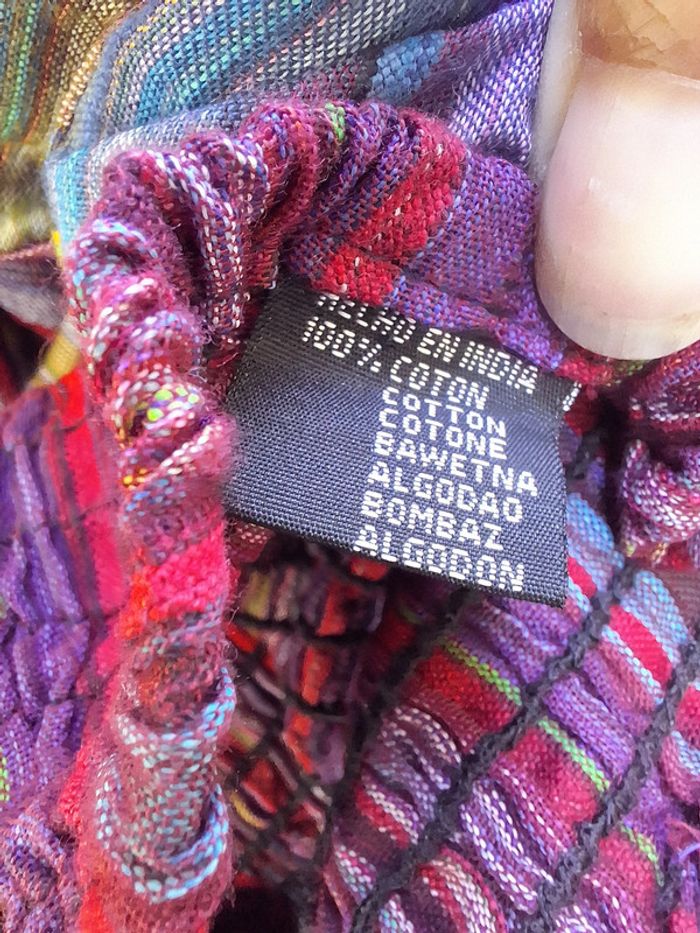 HECHO EN INDIA
100% COTON
COTTON
COTONE
BAWETNA
ALGODAO
BOMBAZ
ALGODON